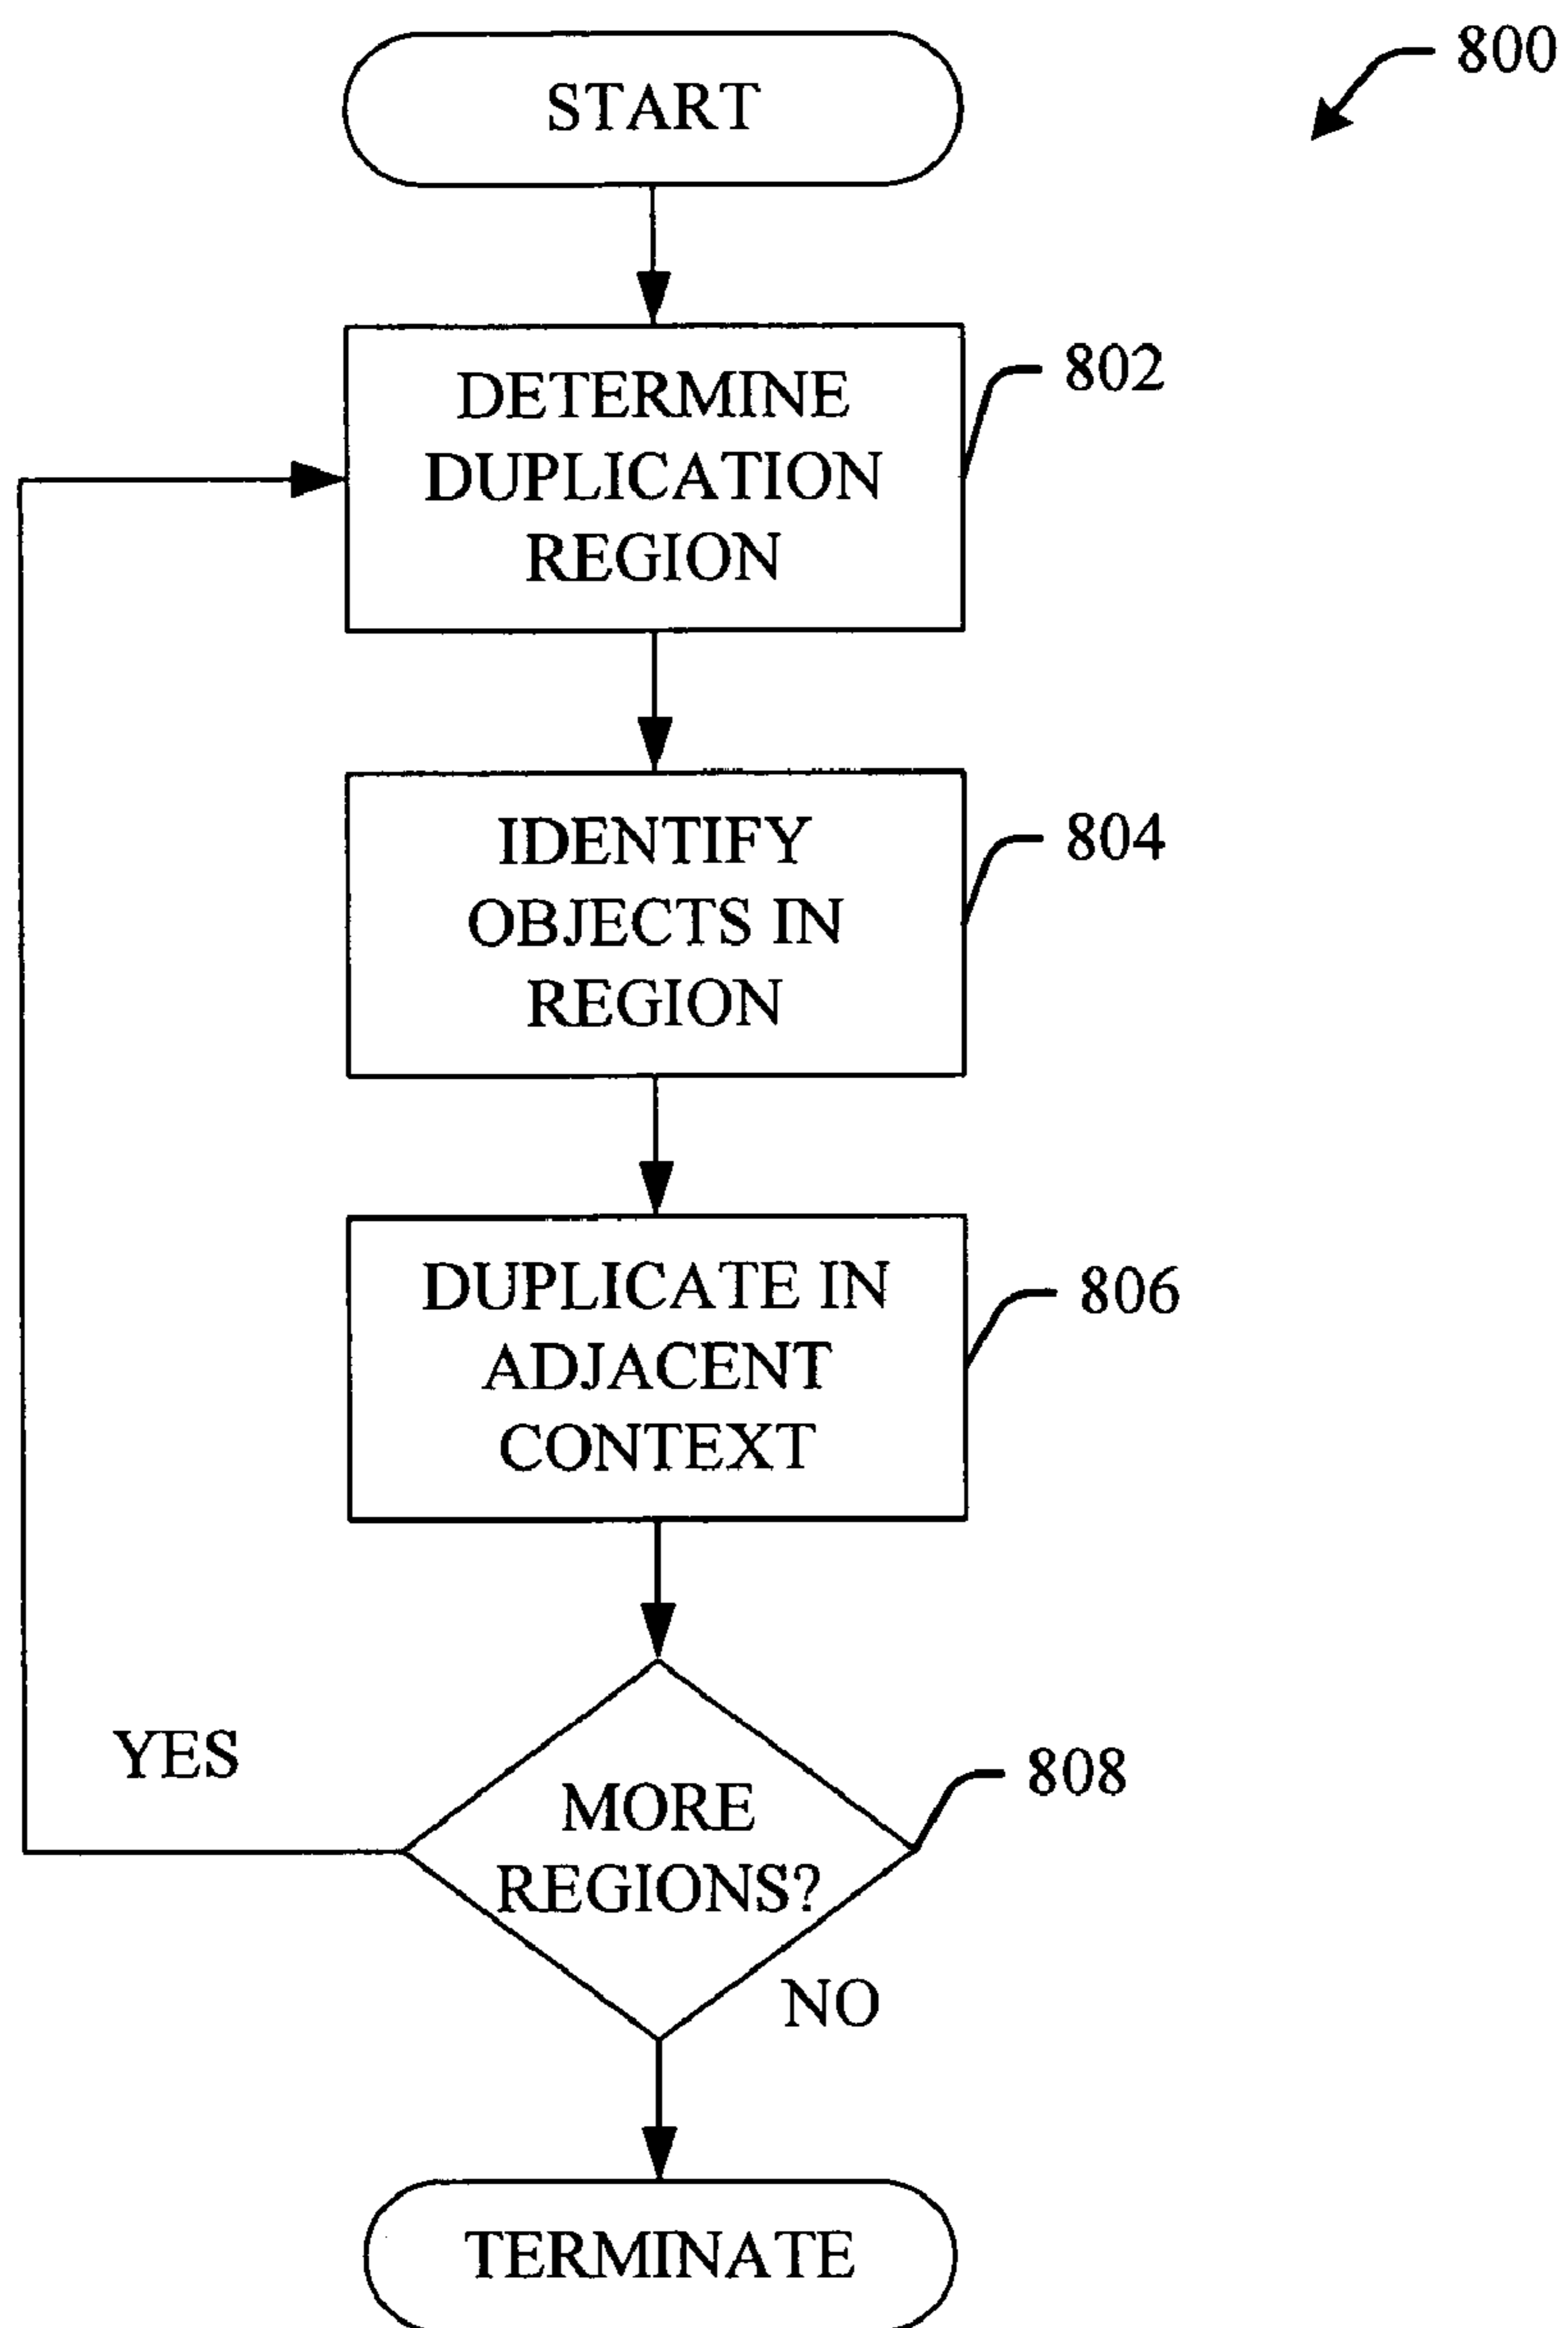 800
START
802
DETERMINE
DUPLICATION
REGION
804
IDENTIFY
OBJECTS IN
REGION
806
DUPLICATE IN
ADJACENT
CONTEXT
YES
808
MORE
REGIONS?
NO
TERMINATE